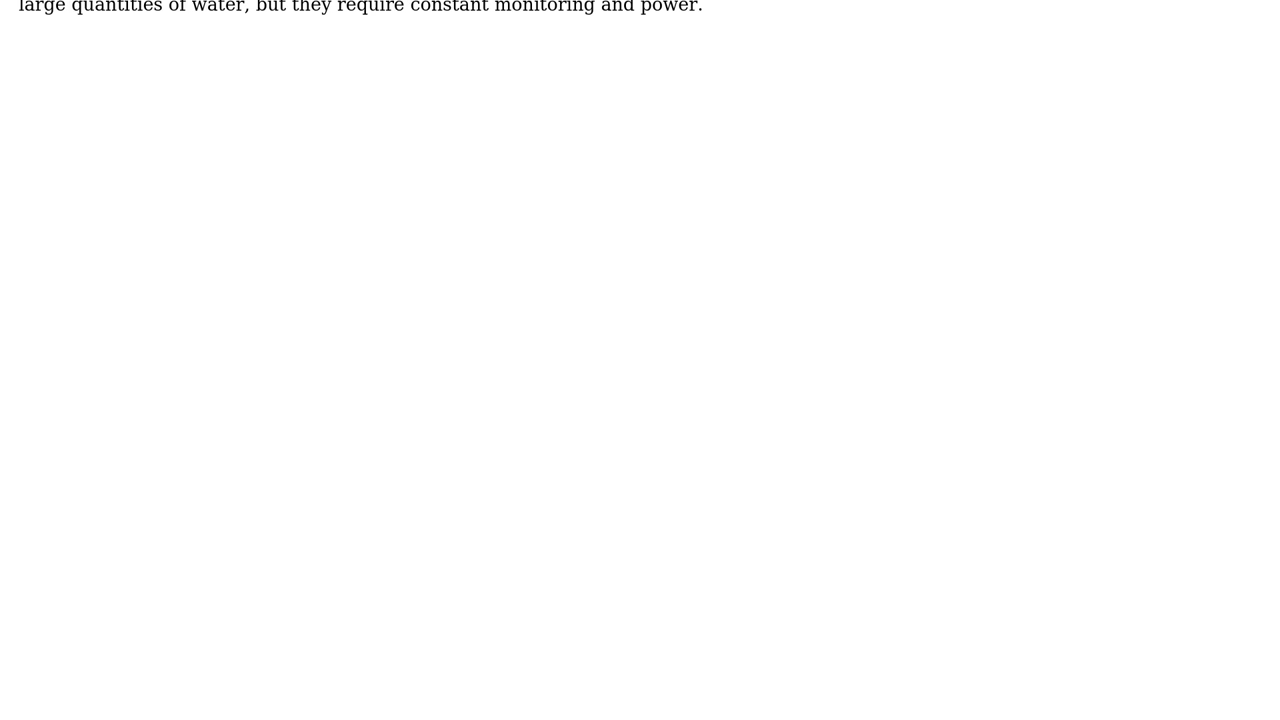 large quantities of water, but they require constant monitoring and power.